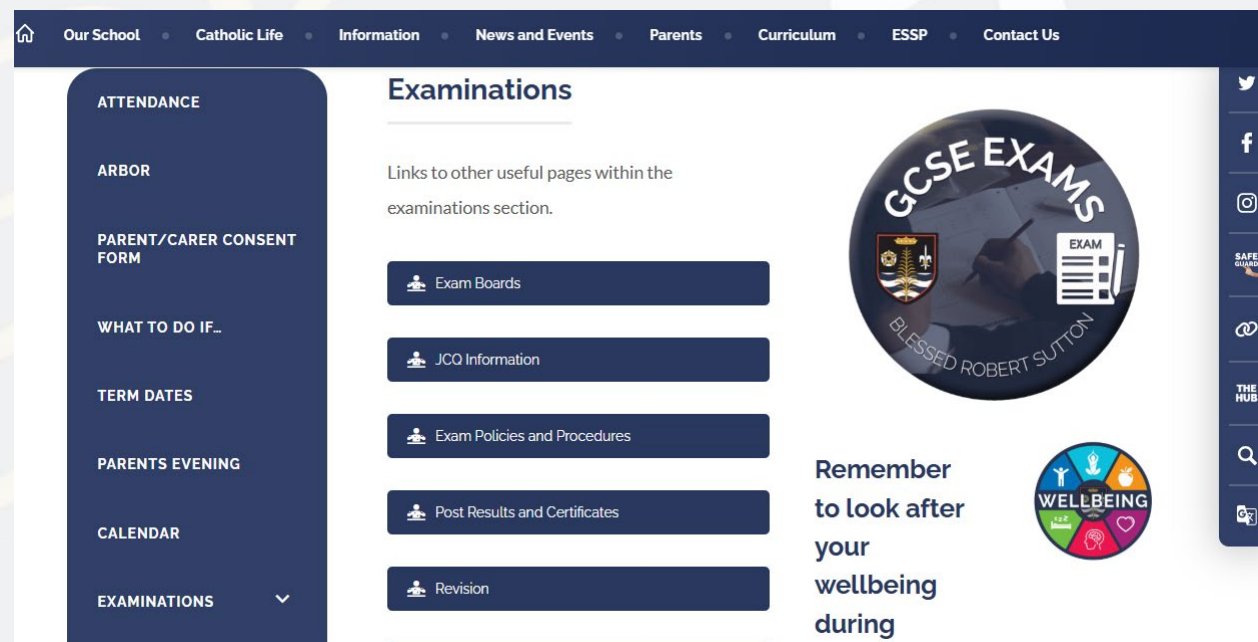 Our School
Catholic Life
Information
News and Events
Parents
Curriculum
ESSP
Contact Us
ATTENDANCE
ARBOR
PARENT/CARER CONSENT
FORM
WHAT TO DO IF…
TERM DATES
PARENTS EVENING
CALENDAR
EXAMINATIONS
Examinations
Links to other useful pages within the
examinations section.
Exam Boards
JCQ Information
Exam Policies and Procedures
Post Results and Certificates
Revision
GCSE EXAMS
EXAM
BLESSED ROBERT SUTTON
Remember
to look after
your
wellbeing
during
WELLBEING
SAFE
GUARD
THE
HUB